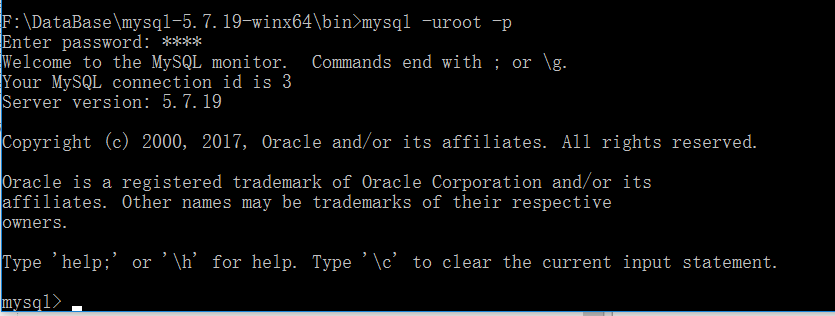 F:\DataBase\mysql-5.7.19-winx64\bin>mysql -uroot -p
Enter password: ****
Welcome to the MySQL monitor.  Commands end with ; or \g.
Your MySQL connection id is 3
Server version: 5.7.19
Copyright (c) 2000, 2017, Oracle and/or its affiliates. All rights reserved.
Oracle is a registered trademark of Oracle Corporation and/or its
affiliates. Other names may be trademarks of their respective
owners.
Type 'help;' or '\h' for help. Type '\c' to clear the current input statement.
mysql>